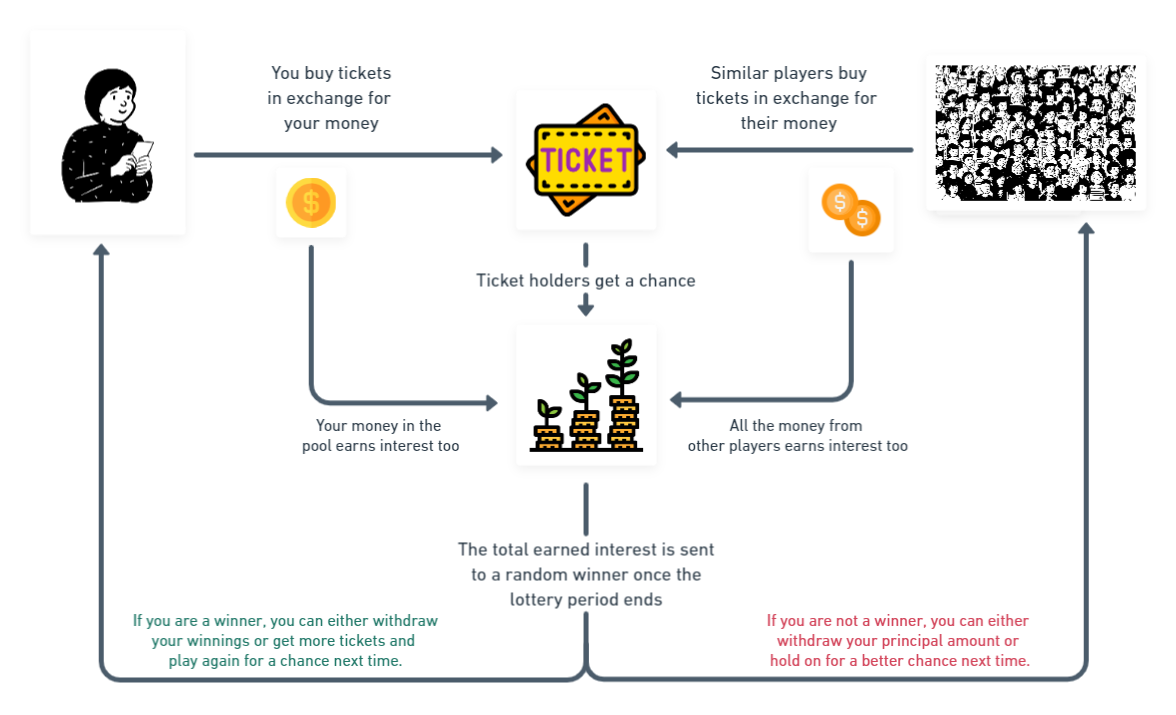 You buy tickets
in exchange for
your money
Similar players buy
tickets in exchange for
their money
TICKET
$
$
$
Ticket holders get a chance
Your money in the
pool earns interest too
All the money from
other players earns interest too
The total earned interest is sent
to a random winner once the
lottery period ends
If you are a winner, you can either withdraw
your winnings or get more tickets and
play again for a chance next time.
If you are not a winner, you can either
withdraw your principal amount or
hold on for a better chance next time.